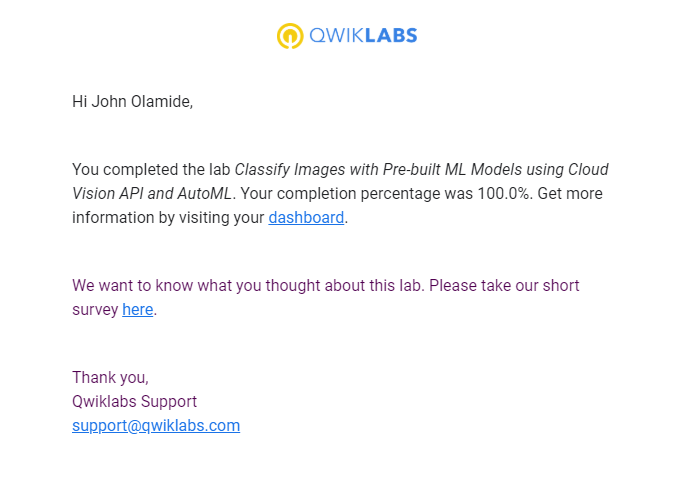 QWIKLABS
Hi John Olamide,
You completed the lab Classify Images with Pre-built ML Models using Cloud
Vision API and AutoML. Your completion percentage was 100.0%. Get more
information by visiting your dashboard.
We want to know what you thought about this lab. Please take our short
survey here.
Thank you,
Qwiklabs Support
support@qwiklabs.com